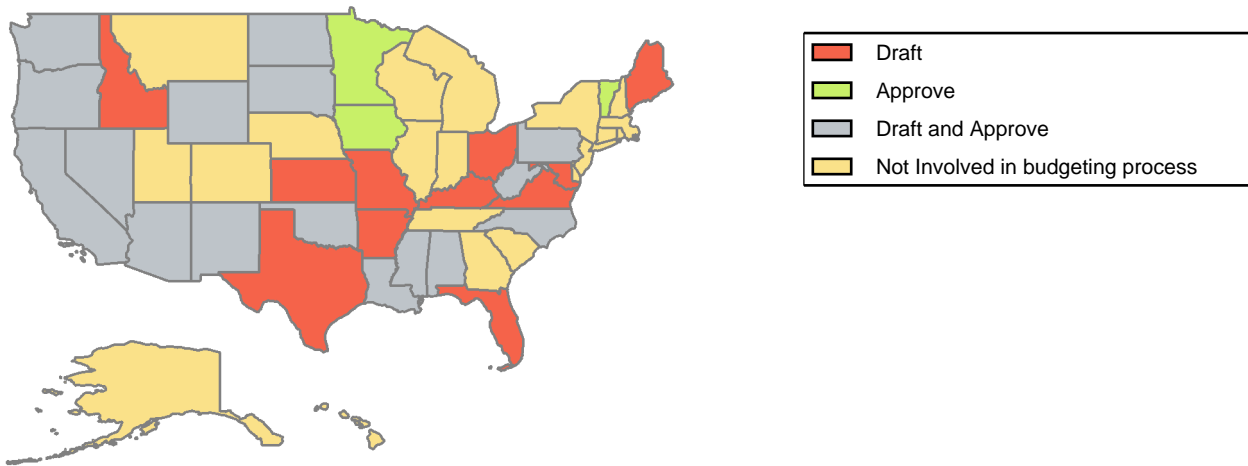 Draft
Approve
Draft and Approve
Not Involved in budgeting process